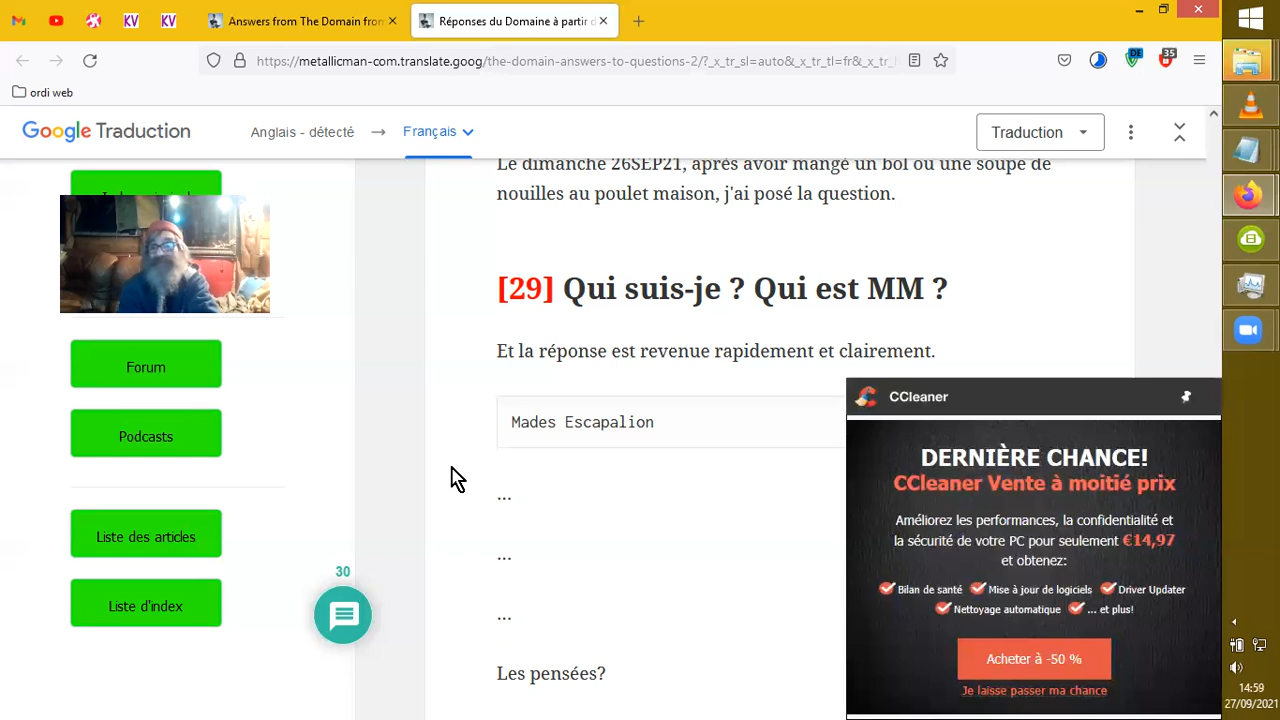 KV
KV
Answers from The Domain from
Réponses du Domaine à partir d
https://metallicman-com.translate.goog/the-domain-answers-to-questions-2/?_x_tr_sl=auto&_x_tr_tl=fr&_x_tr_
DE
35
ordi web
Google Traduction
Anglais - détecté
Français
Traduction
Le dimanche 26SEP21, après avoir mangé un bol ou une soupe de
nouilles au poulet maison, j'ai posé la question.
[29] Qui suis-je ? Qui est MM ?
Et la réponse est revenue rapidement et clairement.
Mades Escapalion
...
...
...
Les pensées?
Forum
Podcasts
Liste des articles
Liste d'index
30
CCleaner
DERNIÈRE CHANCE!
CCleaner Vente à moitié prix
Améliorez les performances, la confidentialité et
la sécurité de votre PC pour seulement €14,97
et obtenez:
Bilan de santé
Mise à jour de logiciels
Driver Updater
Nettoyage automatique
... et plus!
Acheter à -50 %
Je laisse passer ma chance
14:59
27/09/2021